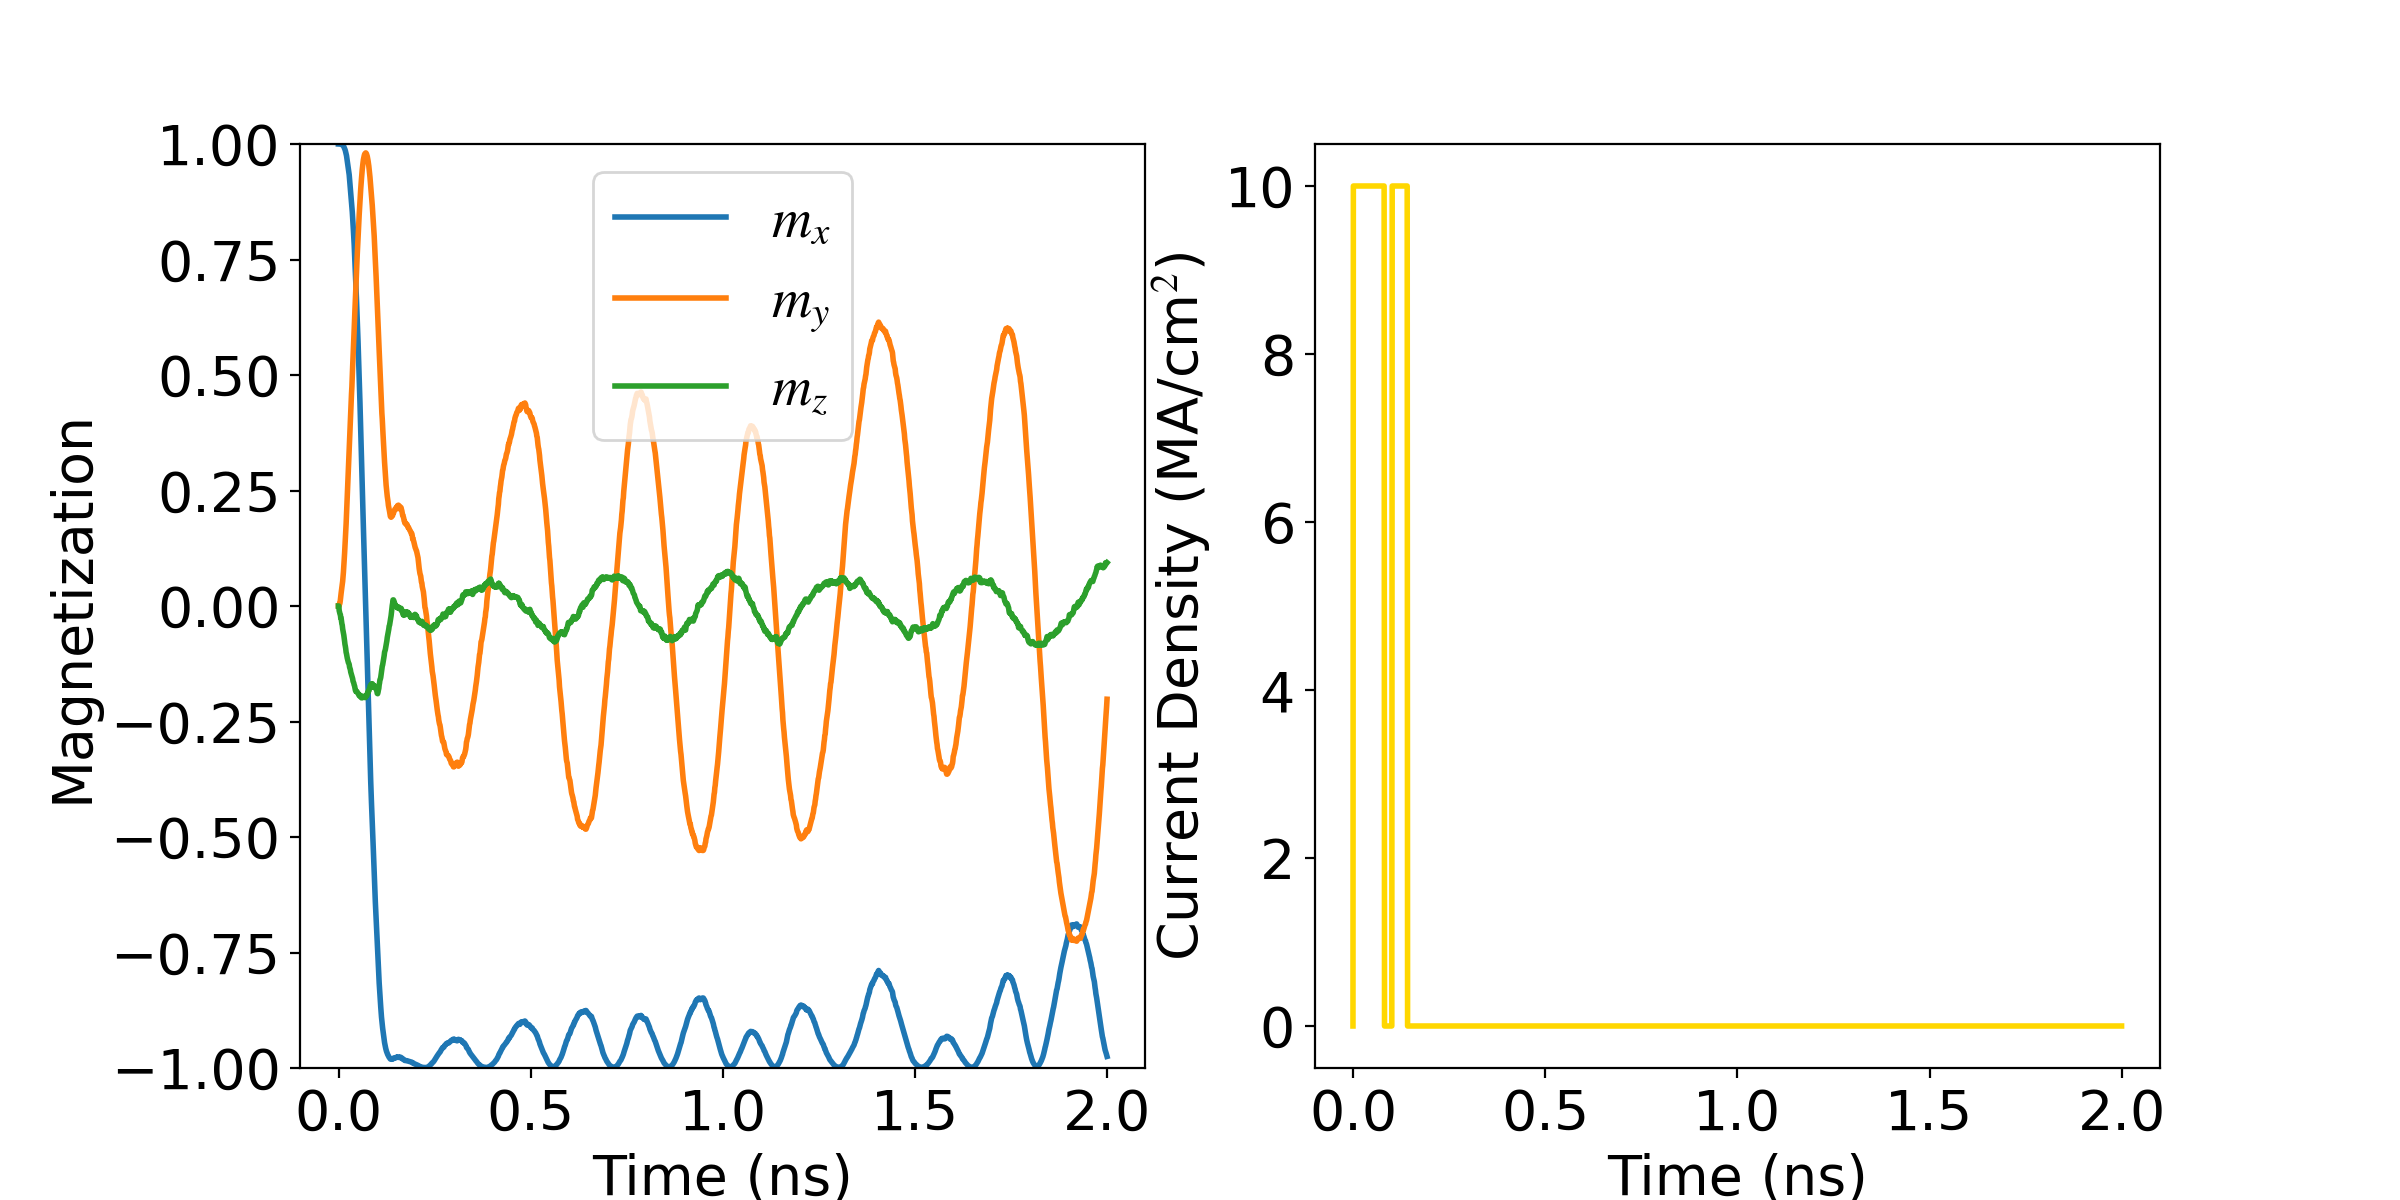 Magnetization
1.00
0.75
0.50
0.25
0.00
−0.25
−0.50
−0.75
−1.00
0.0 0.5 1.0 1.5 2.0
Time (ns)
m_x
m_y
m_z
Current Density (MA/cm²)
10
8
6
4
2
0
0.0 0.5 1.0 1.5 2.0
Time (ns)